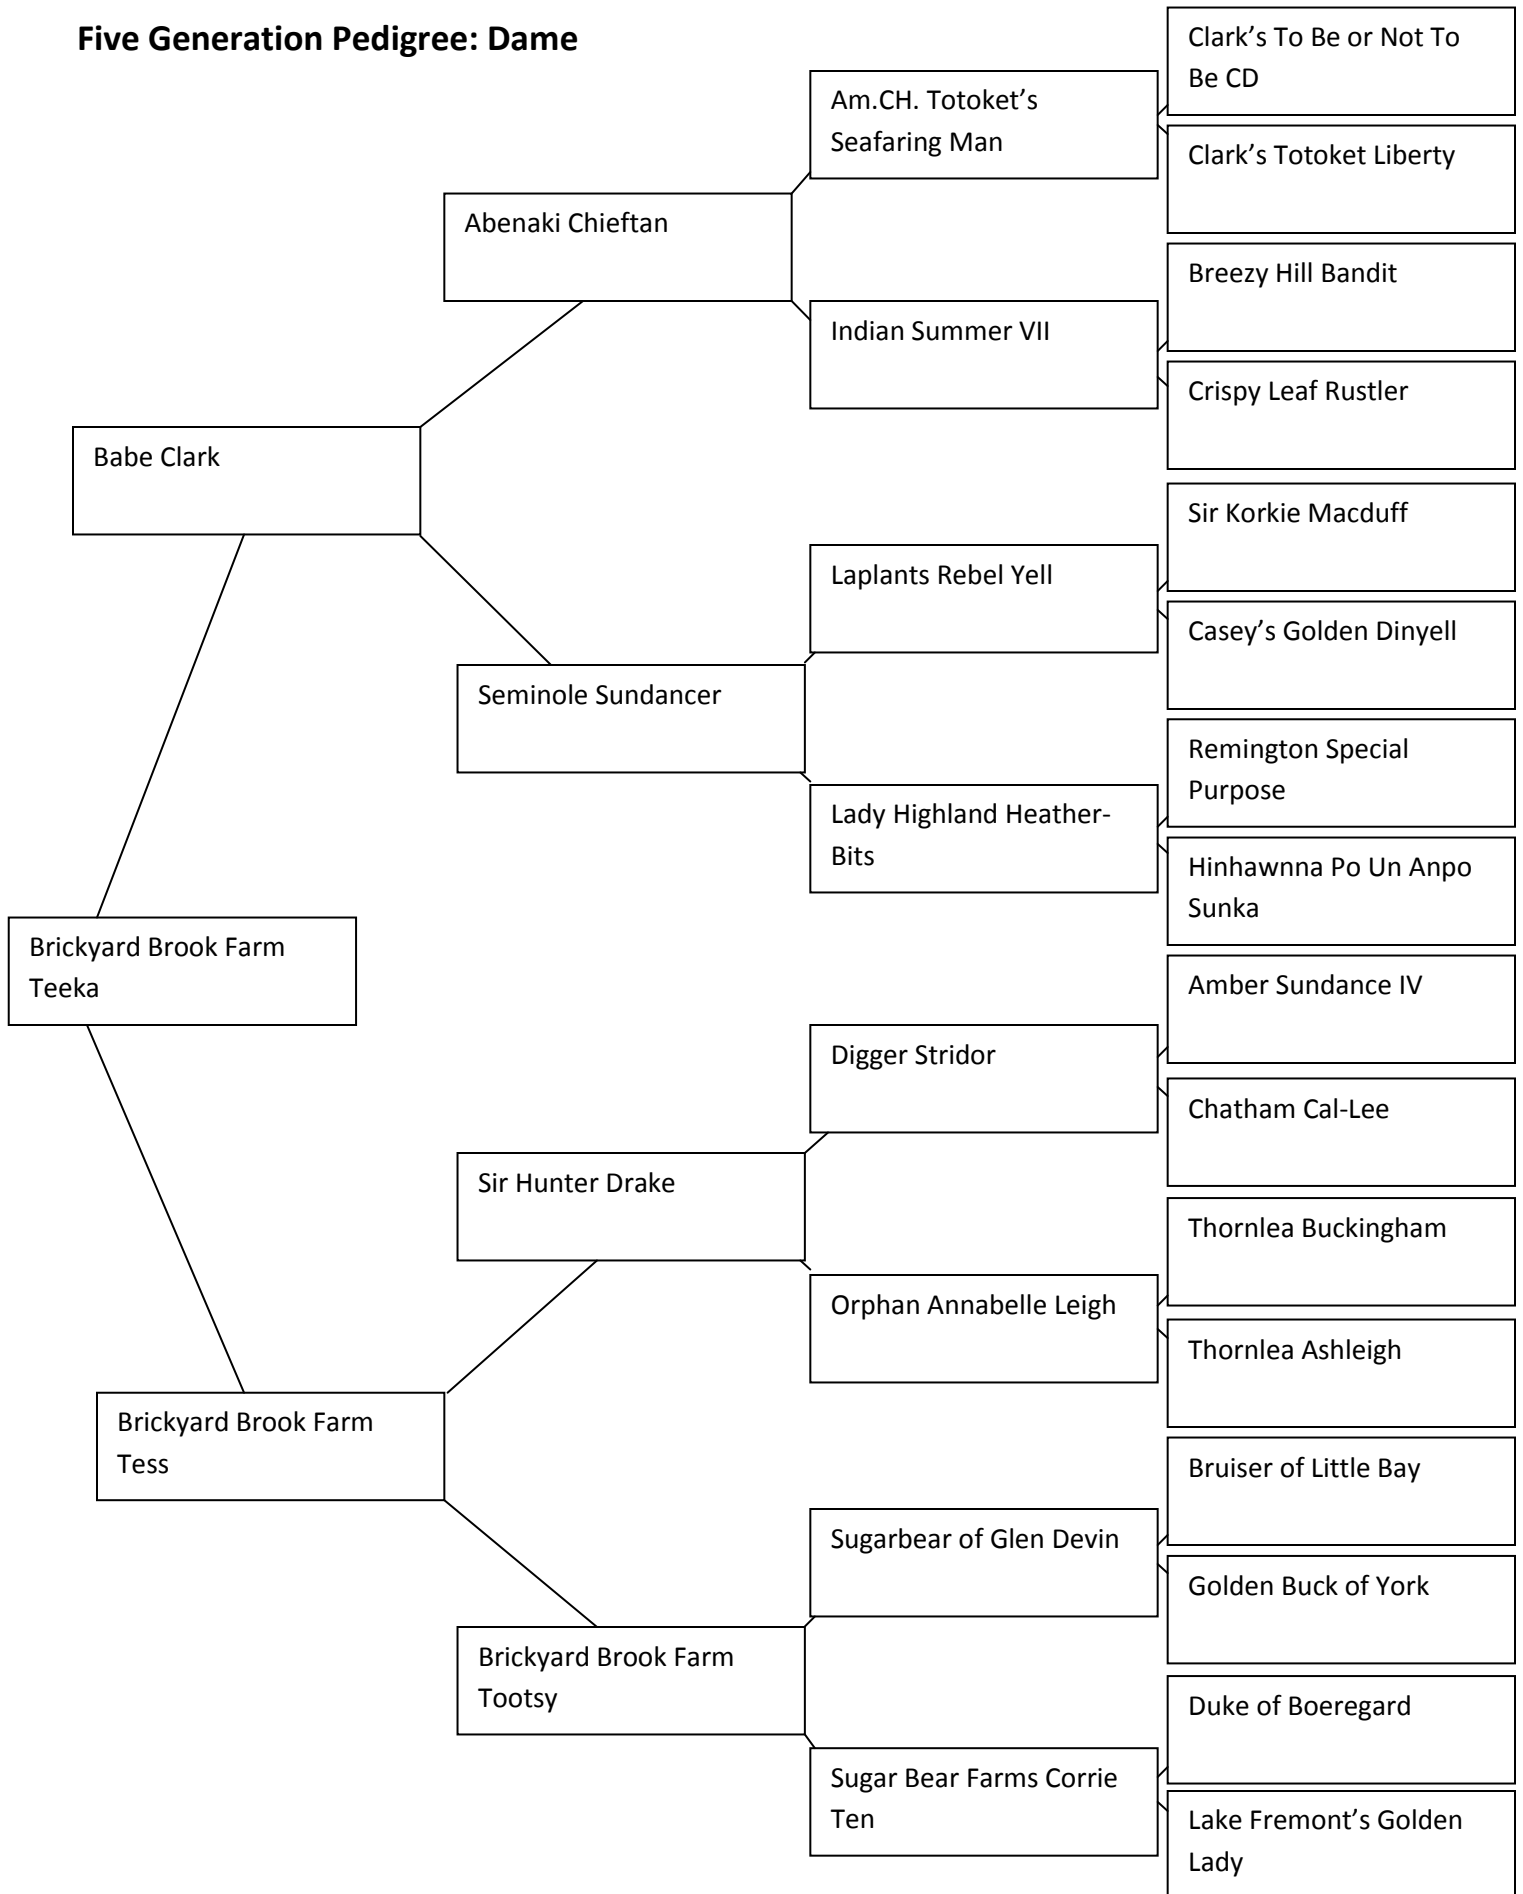 Five Generation Pedigree: Dame
Clark’s To Be or Not To
Be CD
Am.CH. Totoket’s
Seafaring Man
Clark’s Totoket Liberty
Abenaki Chieftan
Breezy Hill Bandit
Indian Summer VII
Crispy Leaf Rustler
Babe Clark
Sir Korkie Macduff
Laplants Rebel Yell
Casey’s Golden Dinyell
Seminole Sundancer
Remington Special
Purpose
Lady Highland Heather-
Bits
Hinhawnna Po Un Anpo
Sunka
Brickyard Brook Farm
Teeka
Amber Sundance IV
Digger Stridor
Chatham Cal-Lee
Sir Hunter Drake
Thornlea Buckingham
Orphan Annabelle Leigh
Thornlea Ashleigh
Brickyard Brook Farm
Tess
Bruiser of Little Bay
Sugarbear of Glen Devin
Golden Buck of York
Brickyard Brook Farm
Tootsy
Duke of Boeregard
Sugar Bear Farms Corrie
Ten
Lake Fremont’s Golden
Lady